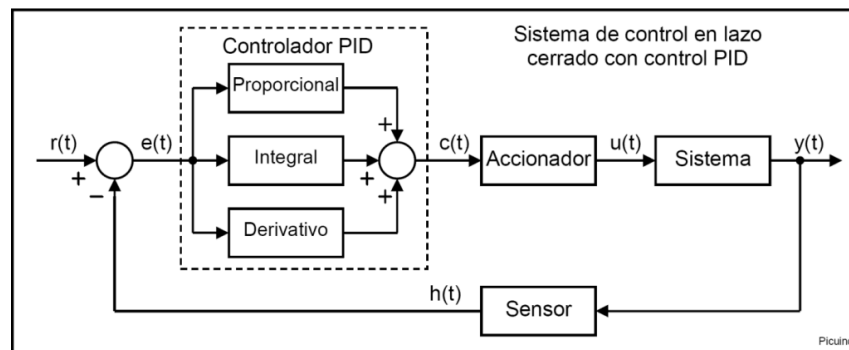 Controlador PID
Sistema de control en lazo
cerrado con control PID
Proporcional
r(t)
e(t)
Integral
c(t)
Accionador
u(t)
Sistema
y(t)
+
−
+
+
+
Derivativo
h(t)
Sensor